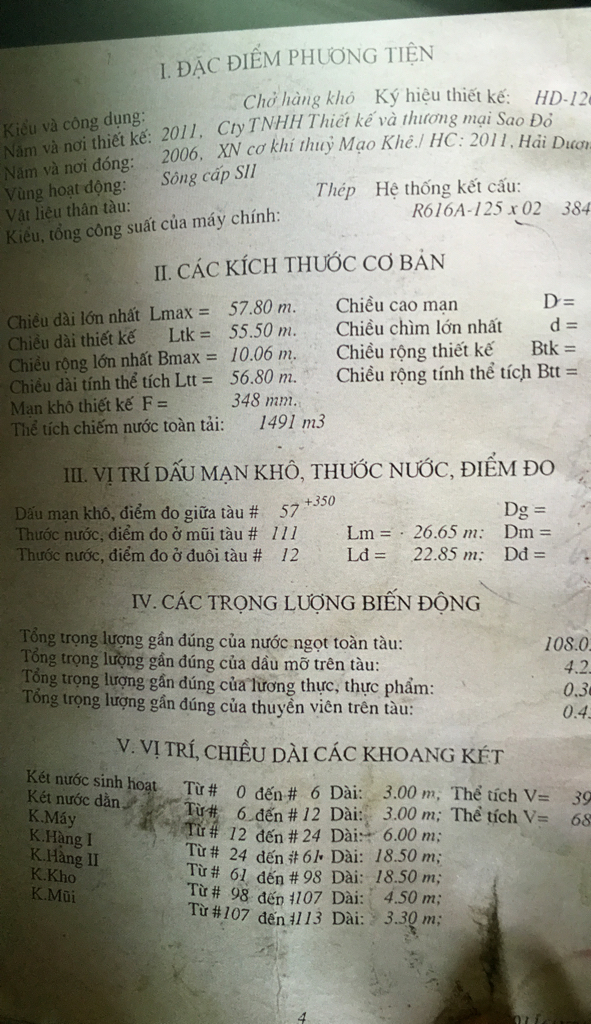 I. ĐẶC ĐIỂM PHƯƠNG TIỆN
Kiểu và công dụng: Chở hàng khô Ký hiệu thiết kế: HD-12
Năm và nơi thiết kế: 2011, Cty TNHH Thiết kế và thương mại Sao Đỏ
Năm và nơi đóng: 2006, XN cơ khí thuỷ Mạo Khê./ HC: 2011, Hải Dươn
Vùng hoạt động: Sông cấp SII
Vật liệu thân tàu: Thép Hệ thống kết cấu:
Kiểu, tổng công suất của máy chính: R616A-125 x 02 384
II. CÁC KÍCH THƯỚC CƠ BẢN
Chiều dài lớn nhất Lmax = 57.80 m. Chiều cao mạn D =
Chiều dài thiết kế Ltk = 55.50 m. Chiều chìm lớn nhất d =
Chiều rộng lớn nhất Bmax = 10.06 m. Chiều rộng thiết kế Btk =
Chiều dài tính thể tích Ltt = 56.80 m. Chiều rộng tính thể tích Btt =
Mạn khô thiết kế F = 348 mm.
Thể tích chiếm nước toàn tải: 1491 m3
III. VỊ TRÍ DẤU MẠN KHÔ, THƯỚC NƯỚC, ĐIỂM ĐO
Dấu mạn khô, điểm đo giữa tàu # 57 +350 Dg =
Thước nước, điểm đo ở mũi tàu # 111 Lm = 26.65 m: Dm =
Thước nước, điểm đo ở đuôi tàu # 12 Lđ = 22.85 m; Dđ =
IV. CÁC TRỌNG LƯỢNG BIẾN ĐỘNG
Tổng trọng lượng gần đúng của nước ngọt toàn tàu: 108.0
Tổng trọng lượng gần đúng của dầu mỡ trên tàu: 4.2
Tổng trọng lượng gần đúng của lương thực, thực phẩm: 0.3
Tổng trọng lượng gần đúng của thuyền viên trên tàu: 0.4
V. VỊ TRÍ, CHIỀU DÀI CÁC KHOANG KÉT
Két nước sinh hoạt Từ # 0 đến # 6 Dài: 3.00 m, Thể tích V= 39
Két nước dằn Từ # 6 đến # 12 Dài: 3.00 m; Thể tích V= 68
K.Máy Từ # 12 đến # 24 Dài: 6.00 m;
K.Hàng I Từ # 24 đến # 61 Dài: 18.50 m;
K.Hàng II Từ # 61 đến # 98 Dài: 18.50 m;
K.Kho Từ # 98 đến #107 Dài: 4.50 m;
K.Mũi Từ #107 đến #113 Dài: 3.30 m;
4